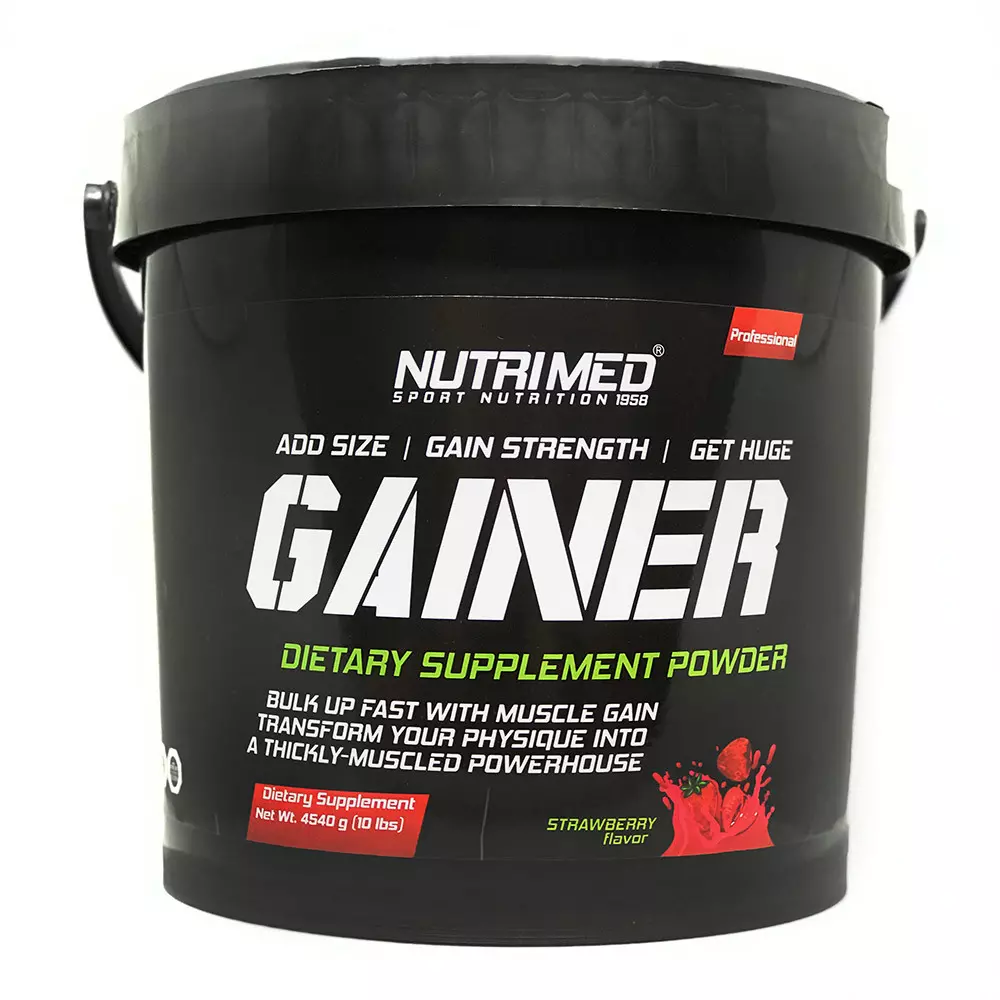 Professional
NUTRIMED®
SPORT NUTRITION 1958
ADD SIZE | GAIN STRENGTH | GET HUGE
GAINER
DIETARY SUPPLEMENT POWDER
BULK UP FAST WITH MUSCLE GAIN
TRANSFORM YOUR PHYSIQUE INTO
A THICKLY-MUSCLED POWERHOUSE
Dietary Supplement
Net Wt. 4540 g (10 lbs)
STRAWBERRY
flavor